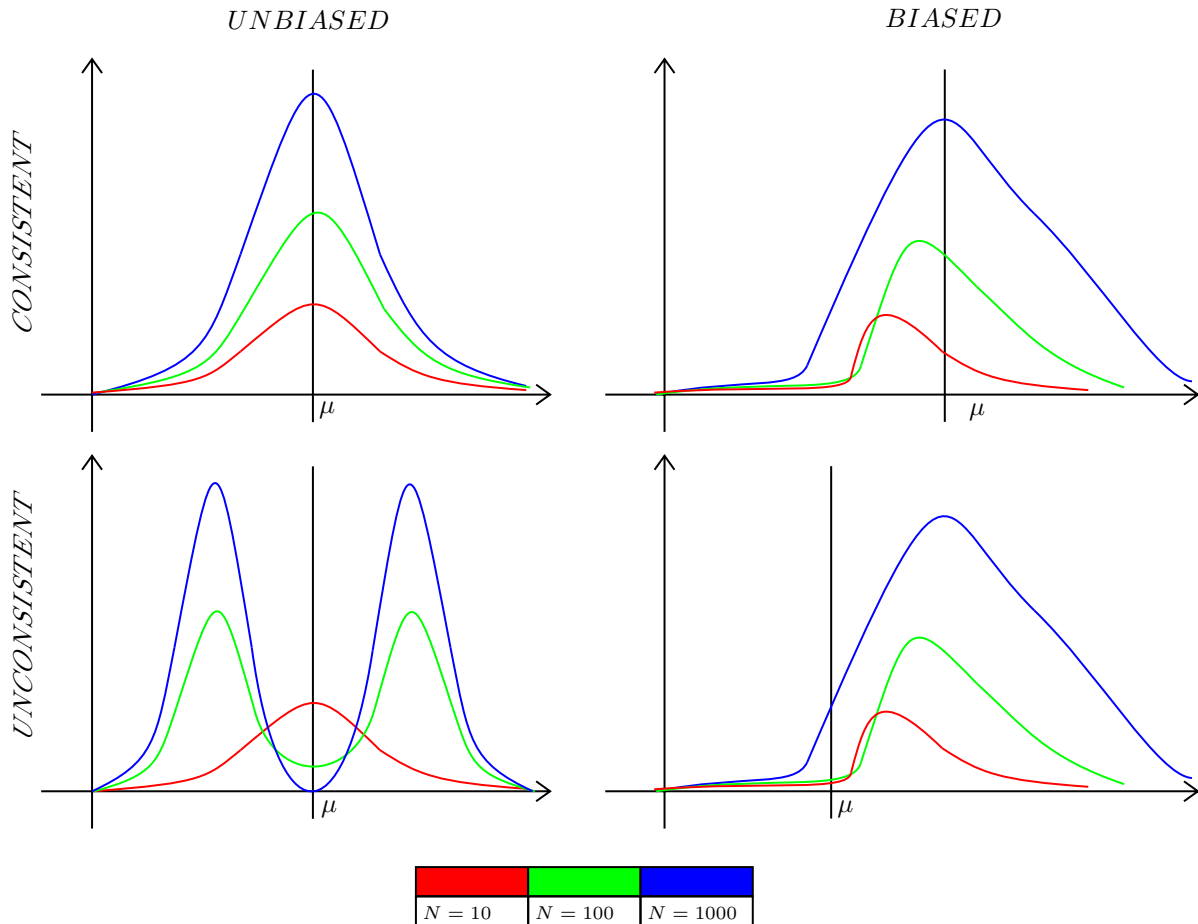 UNBIASED
BIASED
CONSISTENT
μ
μ
UNCONSISTENT
μ
μ
N = 10
N = 100
N = 1000